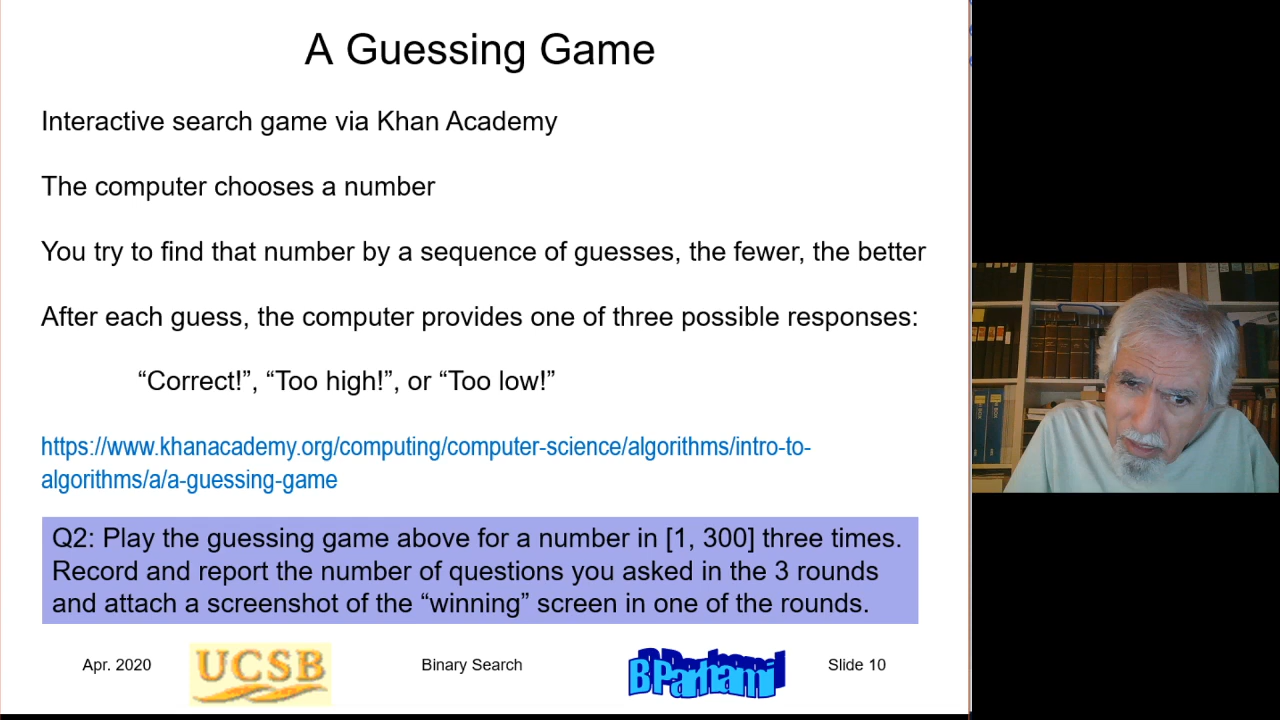 A Guessing Game
Interactive search game via Khan Academy
The computer chooses a number
You try to find that number by a sequence of guesses, the fewer, the better
After each guess, the computer provides one of three possible responses:
“Correct!”, “Too high!”, or “Too low!”
https://www.khanacademy.org/computing/computer-science/algorithms/intro-to-
algorithms/a/a-guessing-game
Q2: Play the guessing game above for a number in [1, 300] three times.
Record and report the number of questions you asked in the 3 rounds
and attach a screenshot of the “winning” screen in one of the rounds.
Apr. 2020
UCSB
Binary Search
B Parhami
Slide 10